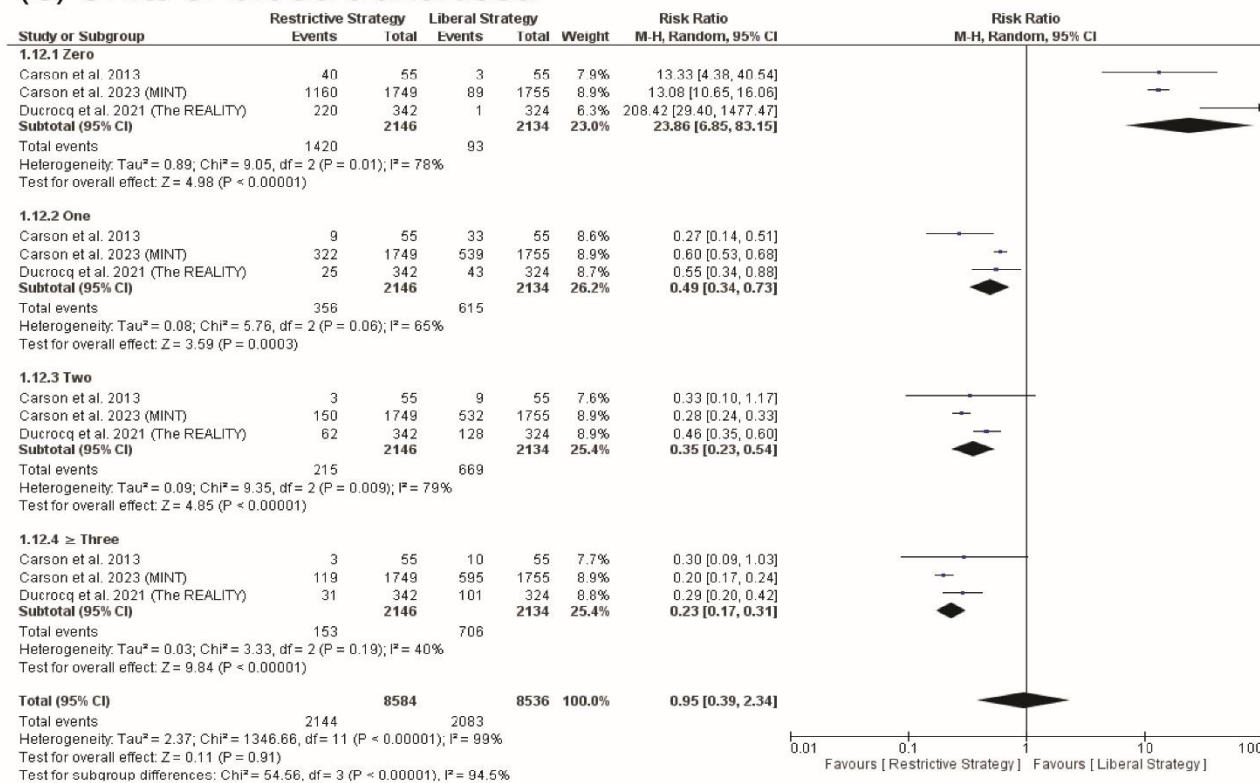 Restrictive Strategy Liberal Strategy Risk Ratio Risk Ratio
Study or Subgroup Events Total Events Total Weight M-H, Random, 95% CI M-H, Random, 95% CI
1.12.1 Zero
Carson et al. 2013 40 55 3 55 7.9% 13.33 [4.38, 40.54]
Carson et al. 2023 (MINT) 1160 1749 89 1755 8.9% 13.08 [10.65, 16.06]
Ducrocq et al. 2021 (The REALITY) 220 342 1 324 6.3% 208.42 [29.40, 1477.47]
Subtotal (95% CI) 2146 2134 23.0% 23.86 [6.85, 83.15]
Total events 1420 93
Heterogeneity: Tau² = 0.89; Chi² = 9.05, df = 2 (P = 0.01); I² = 78%
Test for overall effect: Z = 4.98 (P < 0.00001)
1.12.2 One
Carson et al. 2013 9 55 33 55 8.6% 0.27 [0.14, 0.51]
Carson et al. 2023 (MINT) 322 1749 539 1755 8.9% 0.60 [0.53, 0.68]
Ducrocq et al. 2021 (The REALITY) 25 342 43 324 8.7% 0.55 [0.34, 0.88]
Subtotal (95% CI) 2146 2134 26.2% 0.49 [0.34, 0.73]
Total events 356 615
Heterogeneity: Tau² = 0.08; Chi² = 5.76, df = 2 (P = 0.06); I² = 65%
Test for overall effect: Z = 3.59 (P = 0.0003)
1.12.3 Two
Carson et al. 2013 3 55 9 55 7.6% 0.33 [0.10, 1.17]
Carson et al. 2023 (MINT) 150 1749 532 1755 8.9% 0.28 [0.24, 0.33]
Ducrocq et al. 2021 (The REALITY) 62 342 128 324 8.9% 0.46 [0.35, 0.60]
Subtotal (95% CI) 2146 2134 25.4% 0.35 [0.23, 0.54]
Total events 215 669
Heterogeneity: Tau² = 0.09; Chi² = 9.35, df = 2 (P = 0.009); I² = 79%
Test for overall effect: Z = 4.85 (P < 0.00001)
1.12.4 ≥ Three
Carson et al. 2013 3 55 10 55 7.7% 0.30 [0.09, 1.03]
Carson et al. 2023 (MINT) 119 1749 595 1755 8.9% 0.20 [0.17, 0.24]
Ducrocq et al. 2021 (The REALITY) 31 342 101 324 8.8% 0.29 [0.20, 0.42]
Subtotal (95% CI) 2146 2134 25.4% 0.23 [0.17, 0.31]
Total events 153 706
Heterogeneity: Tau² = 0.03; Chi² = 3.33, df = 2 (P = 0.19); I² = 40%
Test for overall effect: Z = 9.84 (P < 0.00001)
Total (95% CI) 8584 8536 100.0% 0.95 [0.39, 2.34]
Total events 2144 2083
Heterogeneity: Tau² = 2.37; Chi² = 1346.66, df = 11 (P < 0.00001); I² = 99%
Test for overall effect: Z = 0.11 (P = 0.91)
Test for subgroup differences: Chi² = 54.56, df = 3 (P < 0.00001), I² = 94.5%
0.01 0.1 1 10 100
Favours [ Restrictive Strategy ] Favours [ Liberal Strategy ]